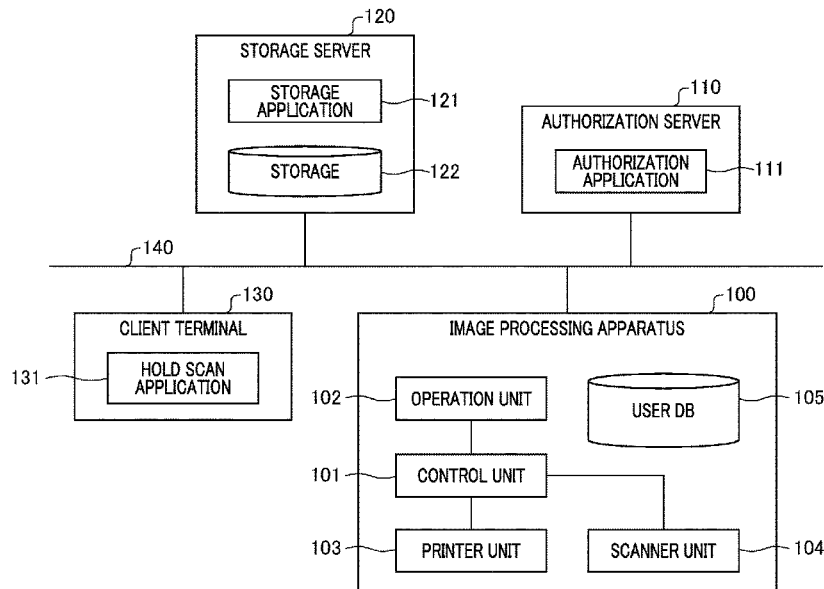 120
STORAGE SERVER
STORAGE
APPLICATION
121
STORAGE
122
110
AUTHORIZATION SERVER
AUTHORIZATION
APPLICATION
111
140
130
CLIENT TERMINAL
HOLD SCAN
APPLICATION
131
100
IMAGE PROCESSING APPARATUS
102
OPERATION UNIT
USER DB
105
101
CONTROL UNIT
103
PRINTER UNIT
SCANNER UNIT
104